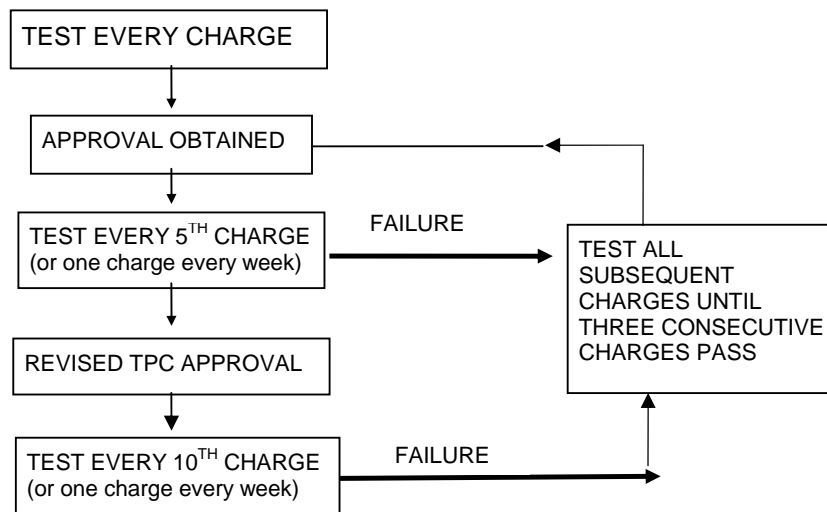 TEST EVERY CHARGE
APPROVAL OBTAINED
TEST EVERY 5TH CHARGE
(or one charge every week)
FAILURE
TEST ALL
SUBSEQUENT
CHARGES UNTIL
THREE CONSECUTIVE
CHARGES PASS
REVISED TPC APPROVAL
TEST EVERY 10TH CHARGE
(or one charge every week)
FAILURE